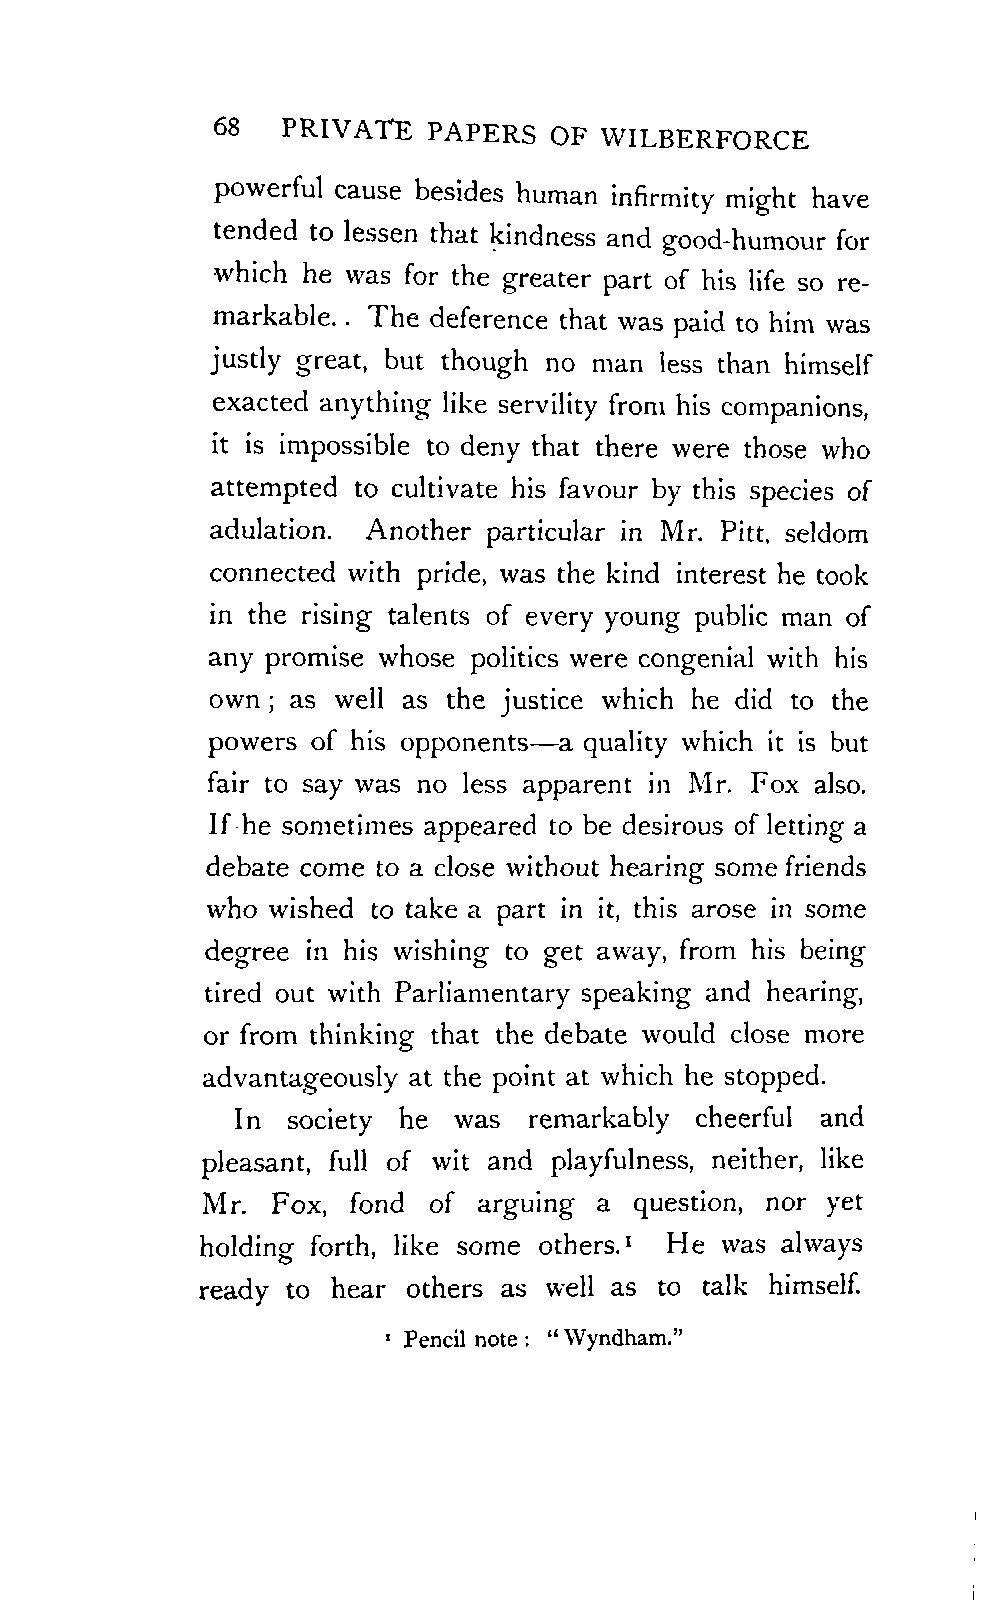 68 PRIVATE PAPERS OF WILBERFORCE
powerful cause besides human infirmity might have
tended to lessen that kindness and good-humour for
which he was for the greater part of his life so re-
markable. . The deference that was paid to him was
justly great, but though no man less than himself
exacted anything like servility from his companions,
it is impossible to deny that there were those who
attempted to cultivate his favour by this species of
adulation. Another particular in Mr. Pitt, seldom
connected with pride, was the kind interest he took
in the rising talents of every young public man of
any promise whose politics were congenial with his
own ; as well as the justice which he did to the
powers of his opponents—a quality which it is but
fair to say was no less apparent in Mr. Fox also.
If he sometimes appeared to be desirous of letting a
debate come to a close without hearing some friends
who wished to take a part in it, this arose in some
degree in his wishing to get away, from his being
tired out with Parliamentary speaking and hearing,
or from thinking that the debate would close more
advantageously at the point at which he stopped.
In society he was remarkably cheerful and
pleasant, full of wit and playfulness, neither, like
Mr. Fox, fond of arguing a question, nor yet
holding forth, like some others.¹ He was always
ready to hear others as well as to talk himself.
¹ Pencil note : “Wyndham.”